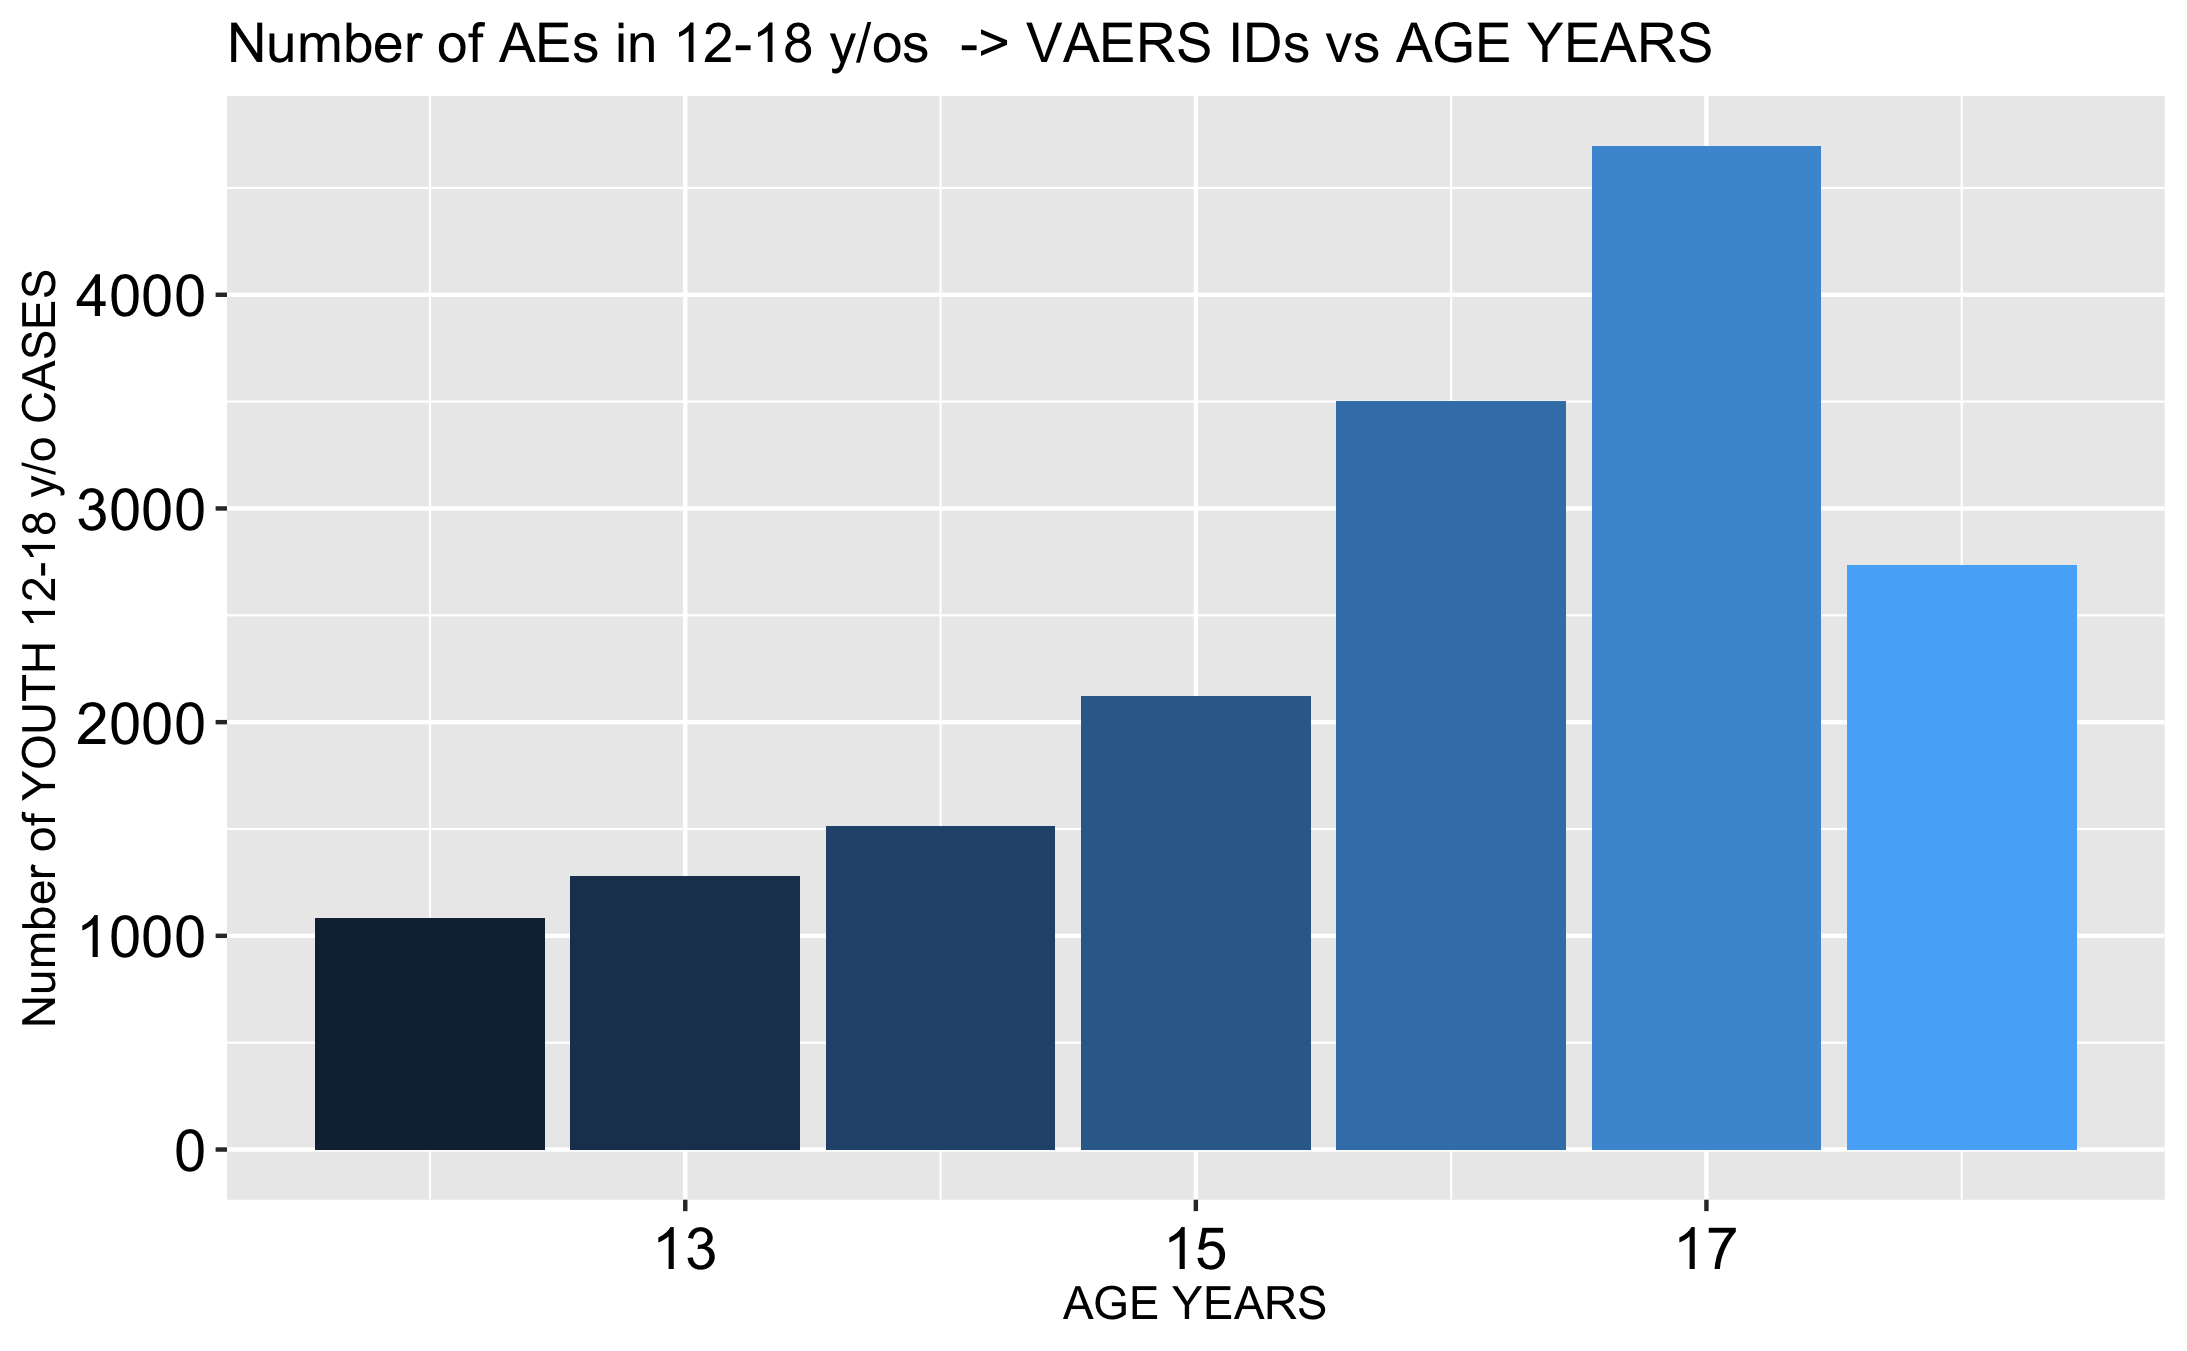 Number of AEs in 12-18 y/os  -> VAERS IDs vs AGE YEARS
Number of YOUTH 12-18 y/o CASES
4000
3000
2000
1000
0
13 15 17
AGE YEARS